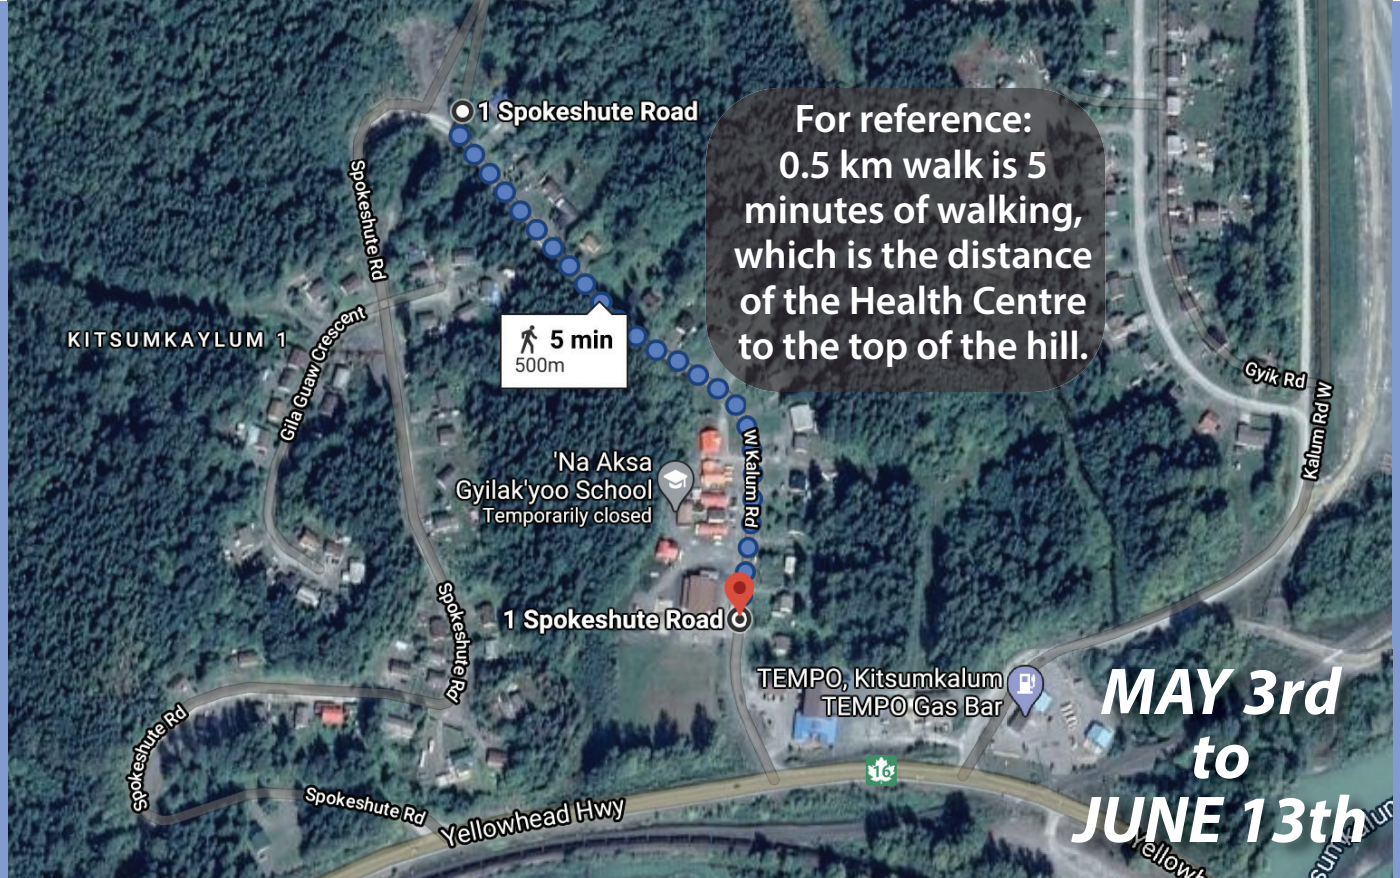 1 Spokeshute Road
For reference:
0.5 km walk is 5
minutes of walking,
which is the distance
of the Health Centre
to the top of the hill.
Spokeshute Rd
KITSUMKAYLUM 1
Gila Guaw Crescent
5 min
500m
Gyik Rd
Kalum Rd W
W Kalum Rd
'Na Aksa
Gyilak'yoo School
Temporarily closed
1 Spokeshute Road
Spokeshute Rd
TEMPO, Kitsumkalum
TEMPO Gas Bar
MAY 3rd
to
JUNE 13th
Spokeshute Rd
16
Spokeshute Rd
Yellowhead Hwy